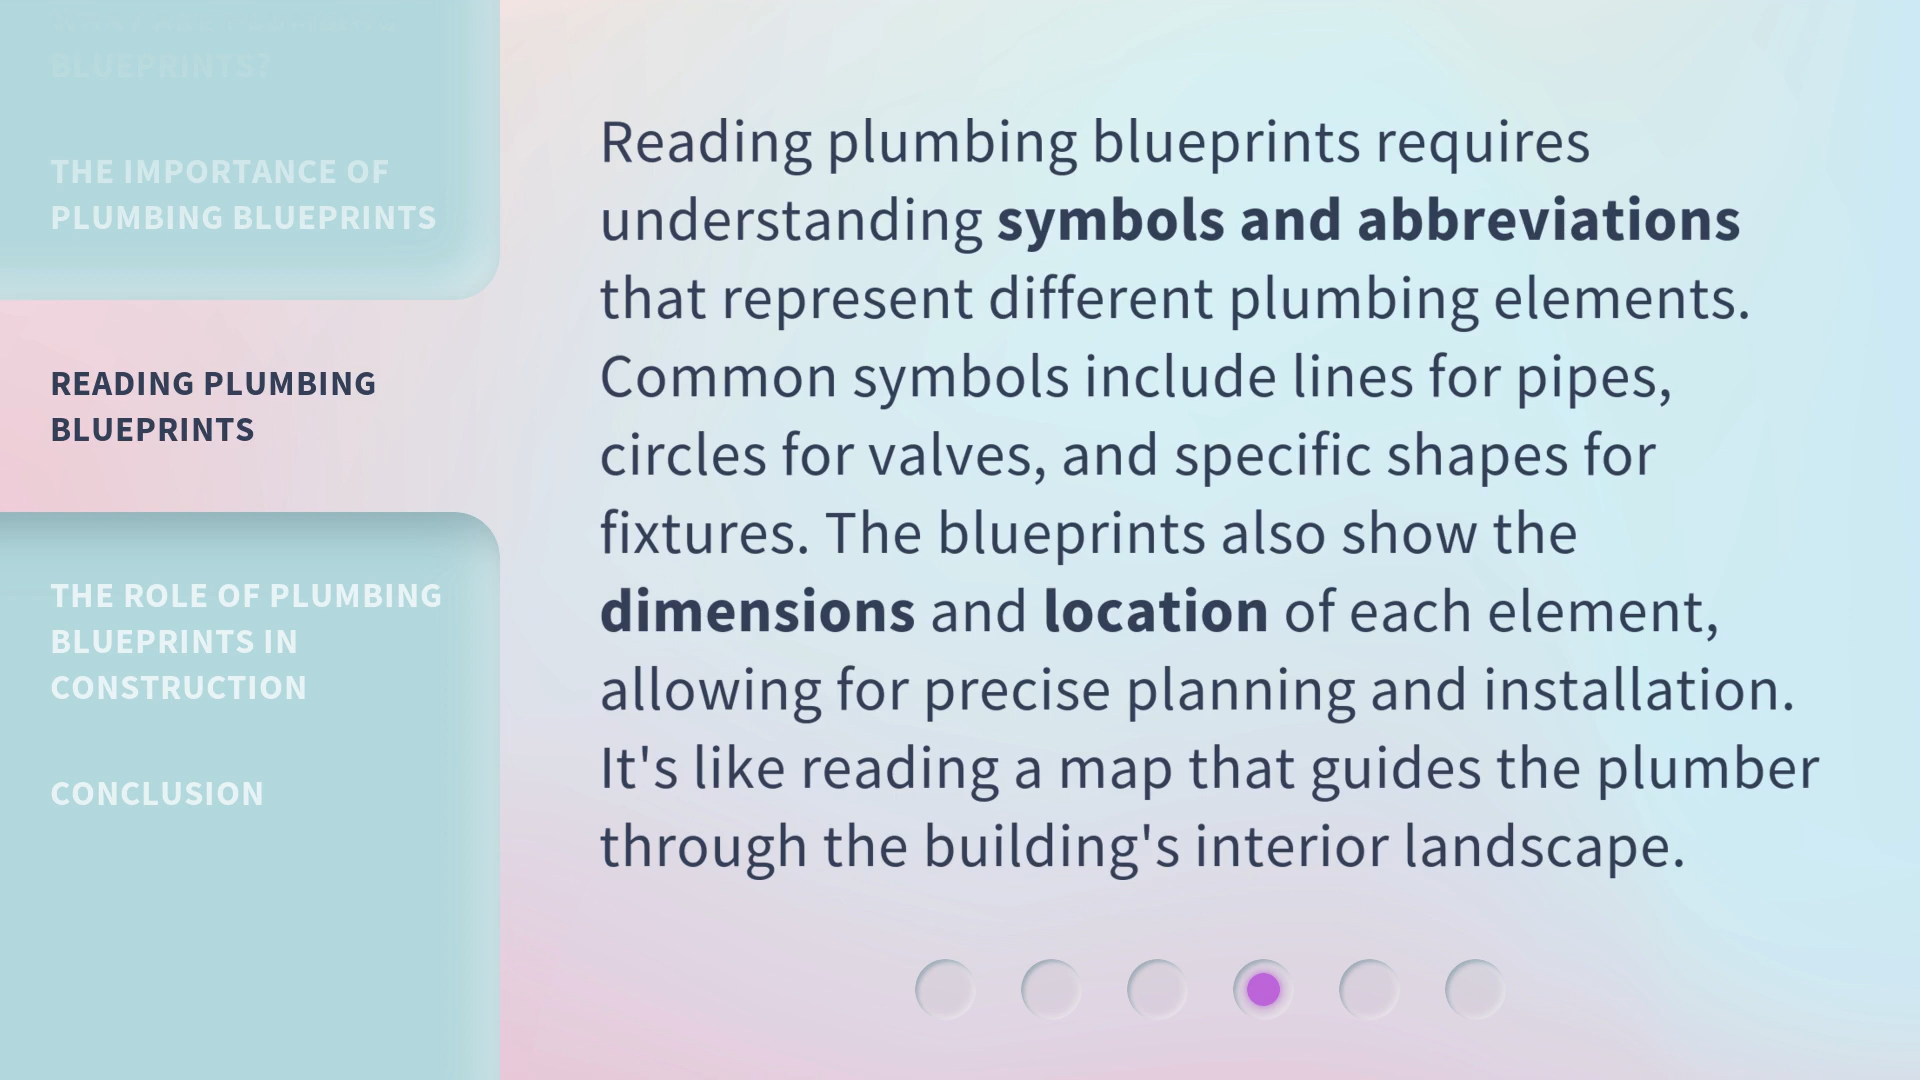 BLUEPRINTS?
THE IMPORTANCE OF
PLUMBING BLUEPRINTS
READING PLUMBING
BLUEPRINTS
THE ROLE OF PLUMBING
BLUEPRINTS IN
CONSTRUCTION
CONCLUSION
Reading plumbing blueprints requires
understanding symbols and abbreviations
that represent different plumbing elements.
Common symbols include lines for pipes,
circles for valves, and specific shapes for
fixtures. The blueprints also show the
dimensions and location of each element,
allowing for precise planning and installation.
It's like reading a map that guides the plumber
through the building's interior landscape.